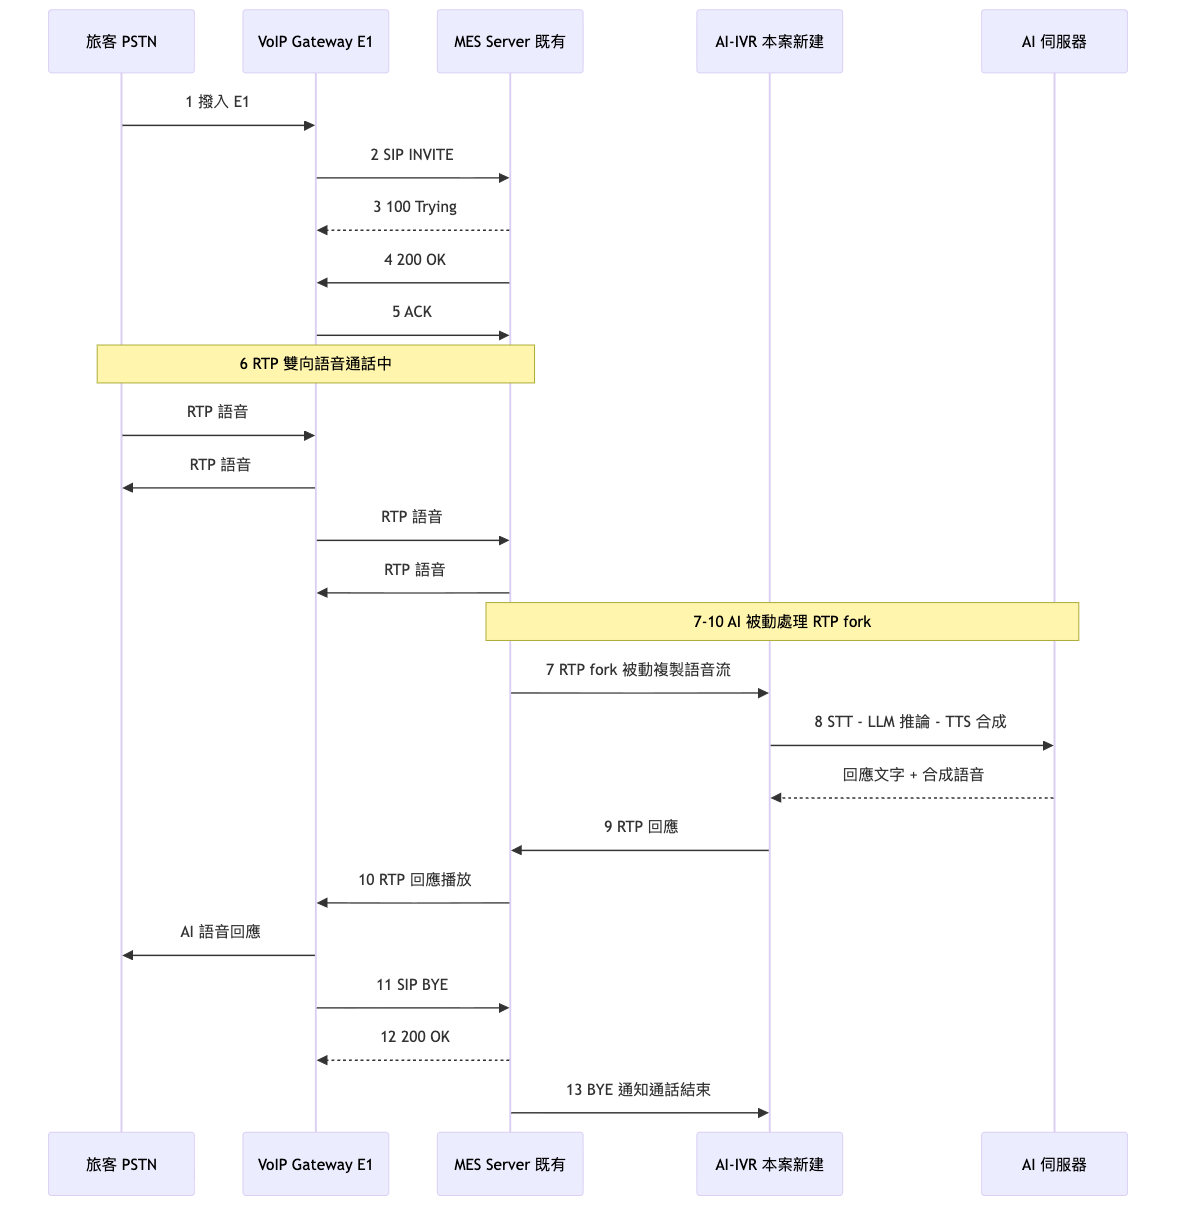 旅客 PSTN
VoIP Gateway E1
MES Server 既有
AI-IVR 本案新建
AI 伺服器
1 撥入 E1
2 SIP INVITE
3 100 Trying
4 200 OK
5 ACK
6 RTP 雙向語音通話中
RTP 語音
RTP 語音
RTP 語音
RTP 語音
7-10 AI 被動處理 RTP fork
7 RTP fork 被動複製語音流
8 STT - LLM 推論 - TTS 合成
回應文字 + 合成語音
9 RTP 回應
10 RTP 回應播放
AI 語音回應
11 SIP BYE
12 200 OK
13 BYE 通知通話結束
旅客 PSTN
VoIP Gateway E1
MES Server 既有
AI-IVR 本案新建
AI 伺服器